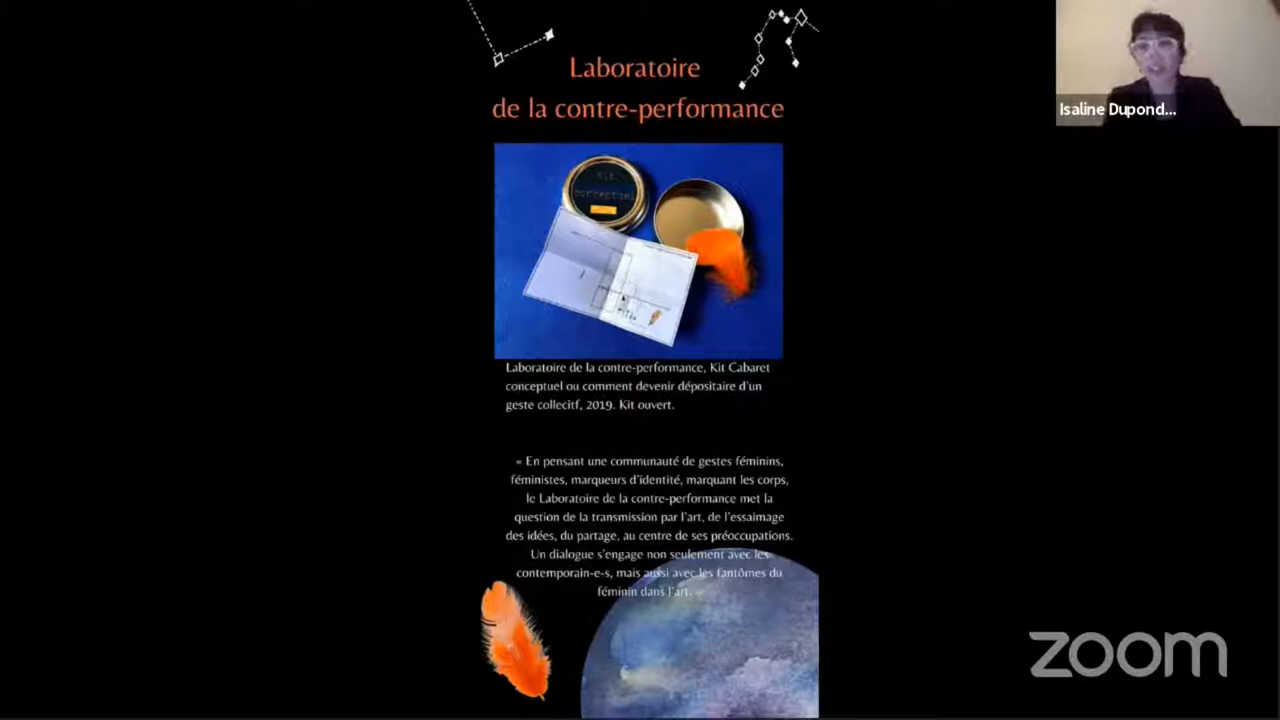 Laboratoire
de la contre-performance
Isaline Dupond...
Kit
conceptuel
Laboratoire de la contre-performance, Kit Cabaret
conceptuel ou comment devenir dépositaire d'un
geste collecitf, 2019. Kit ouvert.
« En pensant une communauté de gestes féminins,
féministes, marqueurs d'identité, marquant les corps,
le Laboratoire de la contre-performance met la
question de la transmission par l'art, de l'essaimage
des idées, du partage, au centre de ses préoccupations.
Un dialogue s'engage non seulement avec les
contemporain-e-s, mais aussi avec les fantômes du
féminin dans l'art. »
zoom